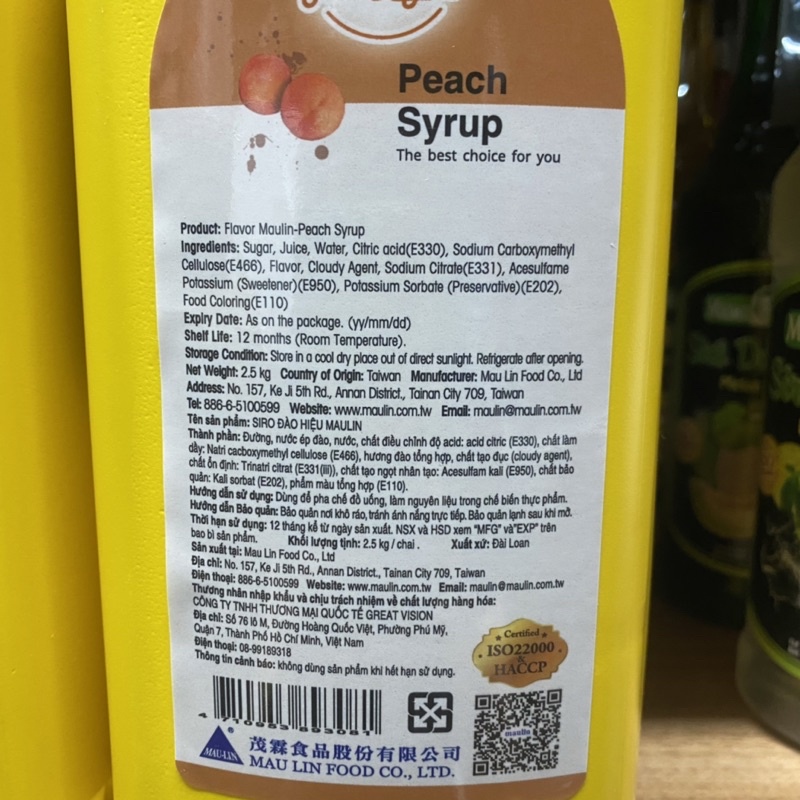 Peach
Syrup
The best choice for you
Product: Flavor Maulin-Peach Syrup
Ingredients: Sugar, Juice, Water, Citric acid(E330), Sodium Carboxymethyl
Cellulose(E466), Flavor, Cloudy Agent, Sodium Citrate(E331), Acesulfame
Potassium (Sweetener)(E950), Potassium Sorbate (Preservative)(E202),
Food Coloring(E110)
Expiry Date: As on the package. (yy/mm/dd)
Shelf Life: 12 months (Room Temperature).
Storage Condition: Store in a cool dry place out of direct sunlight. Refrigerate after opening.
Net Weight: 2.5 kg Country of Origin: Taiwan Manufacturer: Mau Lin Food Co., Ltd
Address: No. 157, Ke Ji 5th Rd., Annan District., Tainan City 709, Taiwan
Tel: 886-6-5100599 Website: www.maulin.com.tw Email: maulin@maulin.com.tw
Tên sản phẩm: SIRO ĐÀO HIỆU MAULIN
Thành phần: Đường, nước ép đào, nước, chất điều chỉnh độ acid: acid citric (E330), chất làm
dầy: Natri cacboxymethyl cellulose (E466), hương đào tổng hợp, chất tạo đục (cloudy agent),
chất ổn định: Trinatri citrat (E331(iii)), chất tạo ngọt nhân tạo: Acesulfam kali (E950), chất bảo
quản: Kali sorbat (E202), phẩm màu tổng hợp (E110).
Hướng dẫn sử dụng: Dùng để pha chế đồ uống, làm nguyên liệu trong chế biến thực phẩm.
Hướng dẫn Bảo quản: Bảo quản nơi khô ráo, tránh ánh nắng trực tiếp. Bảo quản lạnh sau khi mở.
Thời hạn sử dụng: 12 tháng kể từ ngày sản xuất. NSX và HSD xem "MFG" và"EXP" trên
bao bì sản phẩm. Khối lượng tịnh: 2.5 kg / chai . Xuất xứ: Đài Loan
Sản xuất tại: Mau Lin Food Co., Ltd
Địa chỉ: No. 157, Ke Ji 5th Rd., Annan District., Tainan City 709, Taiwan
Điện thoại: 886-6-5100599 Website: www.maulin.com.tw Email: maulin@maulin.com.tw
Thương nhân nhập khẩu và chịu trách nhiệm về chất lượng hàng hóa:
CÔNG TY TNHH THƯƠNG MẠI QUỐC TẾ GREAT VISION
Địa chỉ: Số 76 lô M, Đường Hoàng Quốc Việt, Phường Phú Mỹ,
Quận 7, Thành Phố Hồ Chí Minh, Việt Nam
Điện thoại: 08-99189318
Thông tin cảnh báo: không dùng sản phẩm khi hết hạn sử dụng.
Certified
ISO22000
&
HACCP
maulin
MAU-LIN
茂霖食品股份有限公司
MAU LIN FOOD CO., LTD.